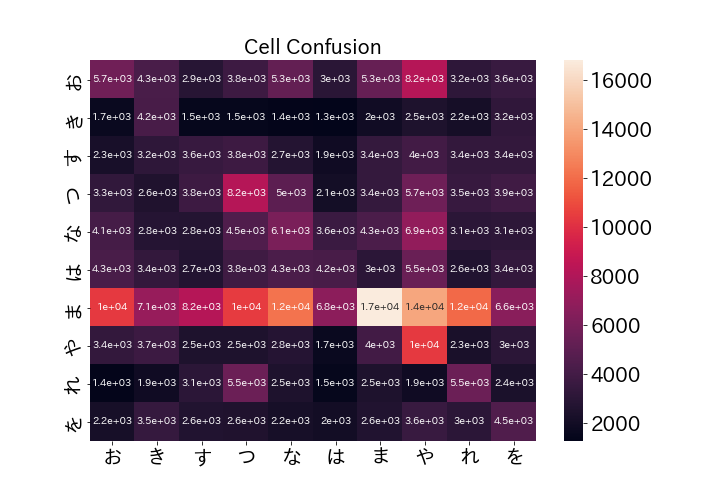 Cell Confusion
お 5.7e+03 4.3e+03 2.9e+03 3.8e+03 5.3e+03 3e+03 5.3e+03 8.2e+03 3.2e+03 3.6e+03
き 1.7e+03 4.2e+03 1.5e+03 1.5e+03 1.4e+03 1.3e+03 2e+03 2.5e+03 2.2e+03 3.2e+03
す 2.3e+03 3.2e+03 3.6e+03 3.8e+03 2.7e+03 1.9e+03 3.4e+03 4e+03 3.4e+03 3.4e+03
つ 3.3e+03 2.6e+03 3.8e+03 8.2e+03 5e+03 2.1e+03 3.4e+03 5.7e+03 3.5e+03 3.9e+03
な 4.1e+03 2.8e+03 2.8e+03 4.5e+03 6.1e+03 3.6e+03 4.3e+03 6.9e+03 3.1e+03 3.1e+03
は 4.3e+03 3.4e+03 2.7e+03 3.8e+03 4.3e+03 4.2e+03 3e+03 5.5e+03 2.6e+03 3.4e+03
ま 1e+04 7.1e+03 8.2e+03 1e+04 1.2e+04 6.8e+03 1.7e+04 1.4e+04 1.2e+04 6.6e+03
や 3.4e+03 3.7e+03 2.5e+03 2.5e+03 2.8e+03 1.7e+03 4e+03 1e+04 2.3e+03 3e+03
れ 1.4e+03 1.9e+03 3.1e+03 5.5e+03 2.5e+03 1.5e+03 2.5e+03 1.9e+03 5.5e+03 2.4e+03
を 2.2e+03 3.5e+03 2.6e+03 2.6e+03 2.2e+03 2e+03 2.6e+03 3.6e+03 3e+03 4.5e+03
お き す つ な は ま や れ を
16000
14000
12000
10000
8000
6000
4000
2000